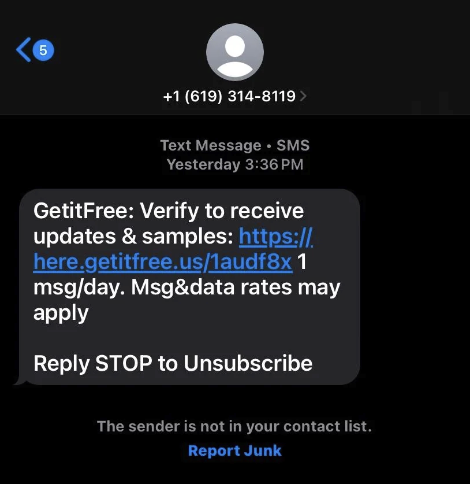 5
+1 (619) 314-8119
Text Message • SMS
Yesterday 3:36 PM
GetitFree: Verify to receive
updates & samples: https://
here.getitfree.us/1audf8x 1
msg/day. Msg&data rates may
apply
Reply STOP to Unsubscribe
The sender is not in your contact list.
Report Junk